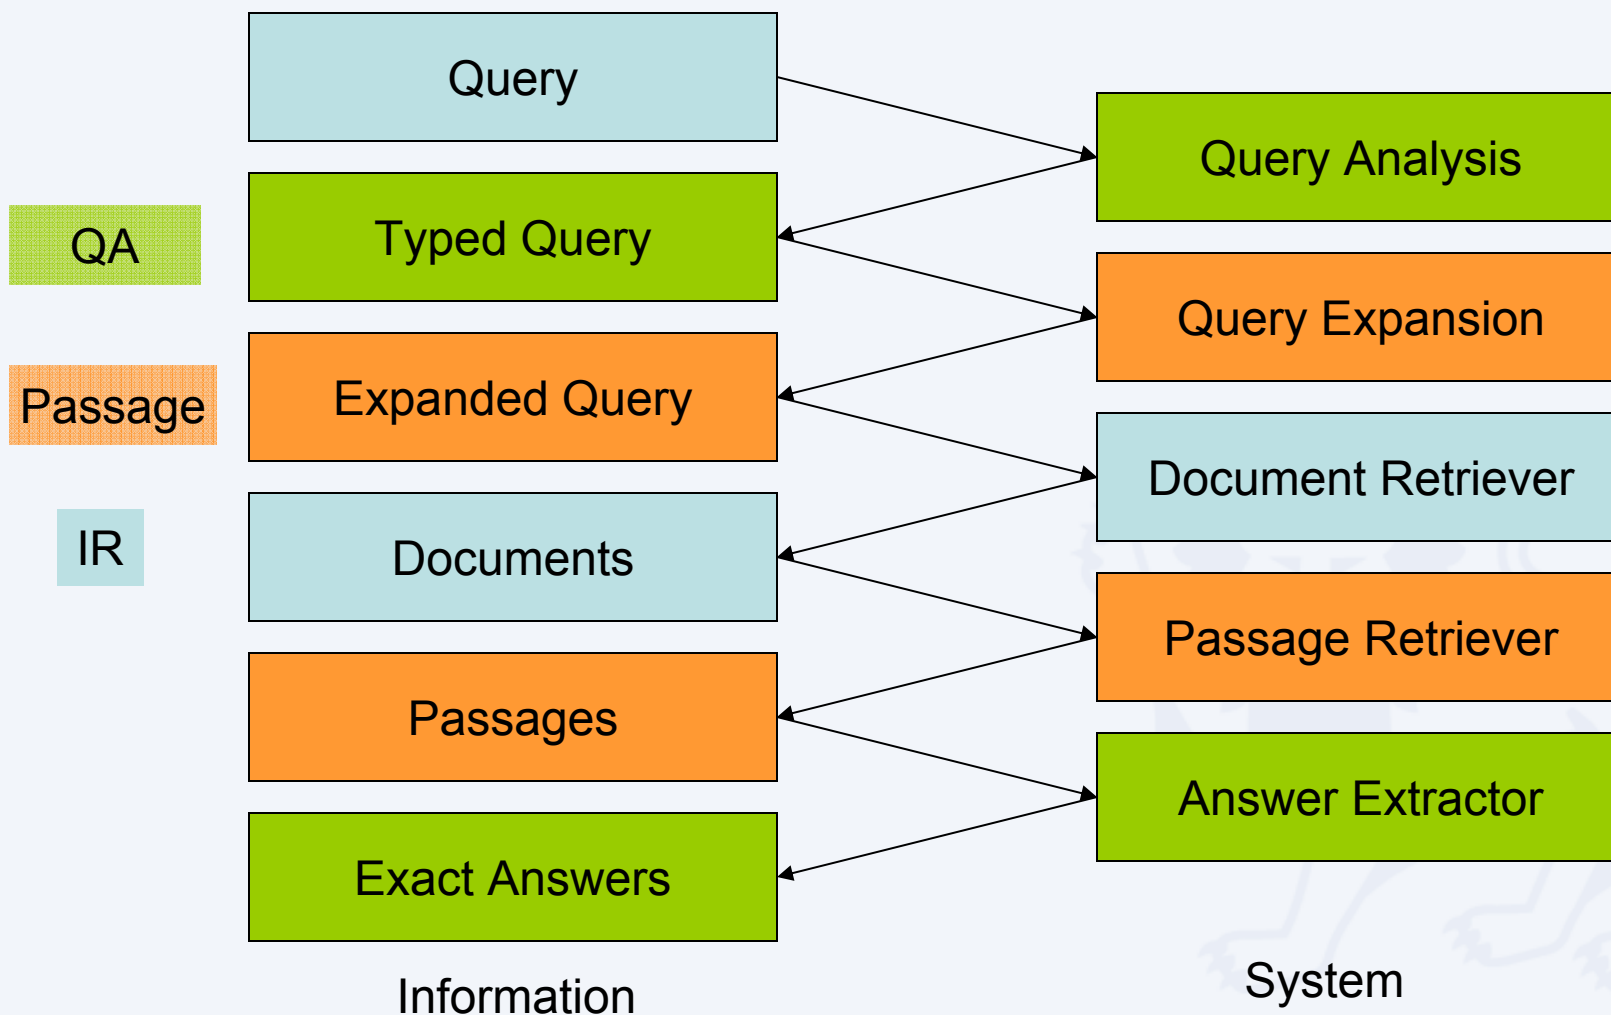 Query
Query Analysis
QA
Typed Query
Query Expansion
Passage
Expanded Query
Document Retriever
IR
Documents
Passage Retriever
Passages
Answer Extractor
Exact Answers
Information
System